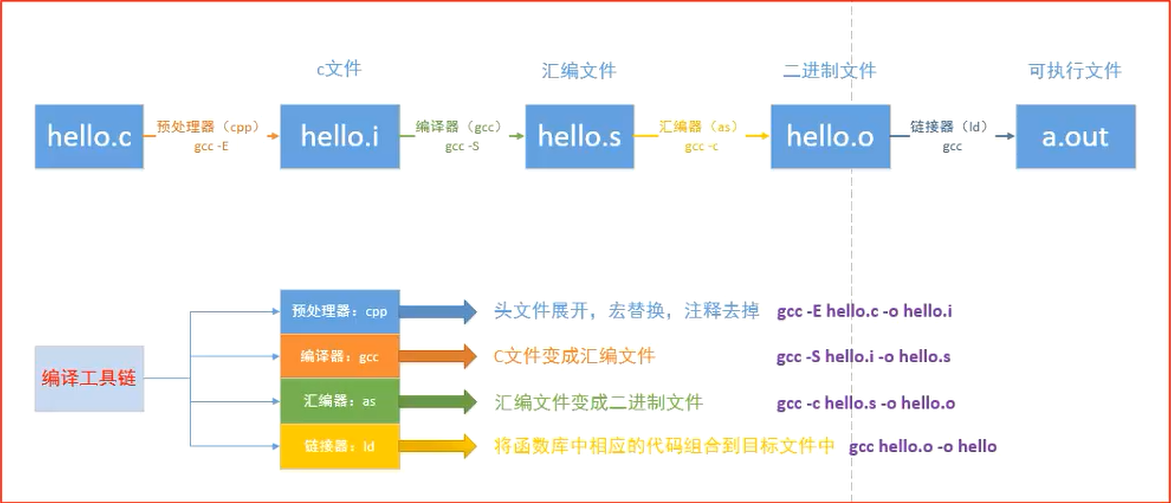 c文件
汇编文件
二进制文件
可执行文件
hello.c
预处理器（cpp）
gcc -E
hello.i
编译器（gcc）
gcc -S
hello.s
汇编器（as）
gcc -c
hello.o
链接器（ld）
gcc
a.out
编译工具链
预处理器：cpp
头文件展开，宏替换，注释去掉
gcc -E hello.c -o hello.i
编译器：gcc
C文件变成汇编文件
gcc -S hello.i -o hello.s
汇编器：as
汇编文件变成二进制文件
gcc -c hello.s -o hello.o
链接器：ld
将函数库中相应的代码组合到目标文件中
gcc hello.o -o hello